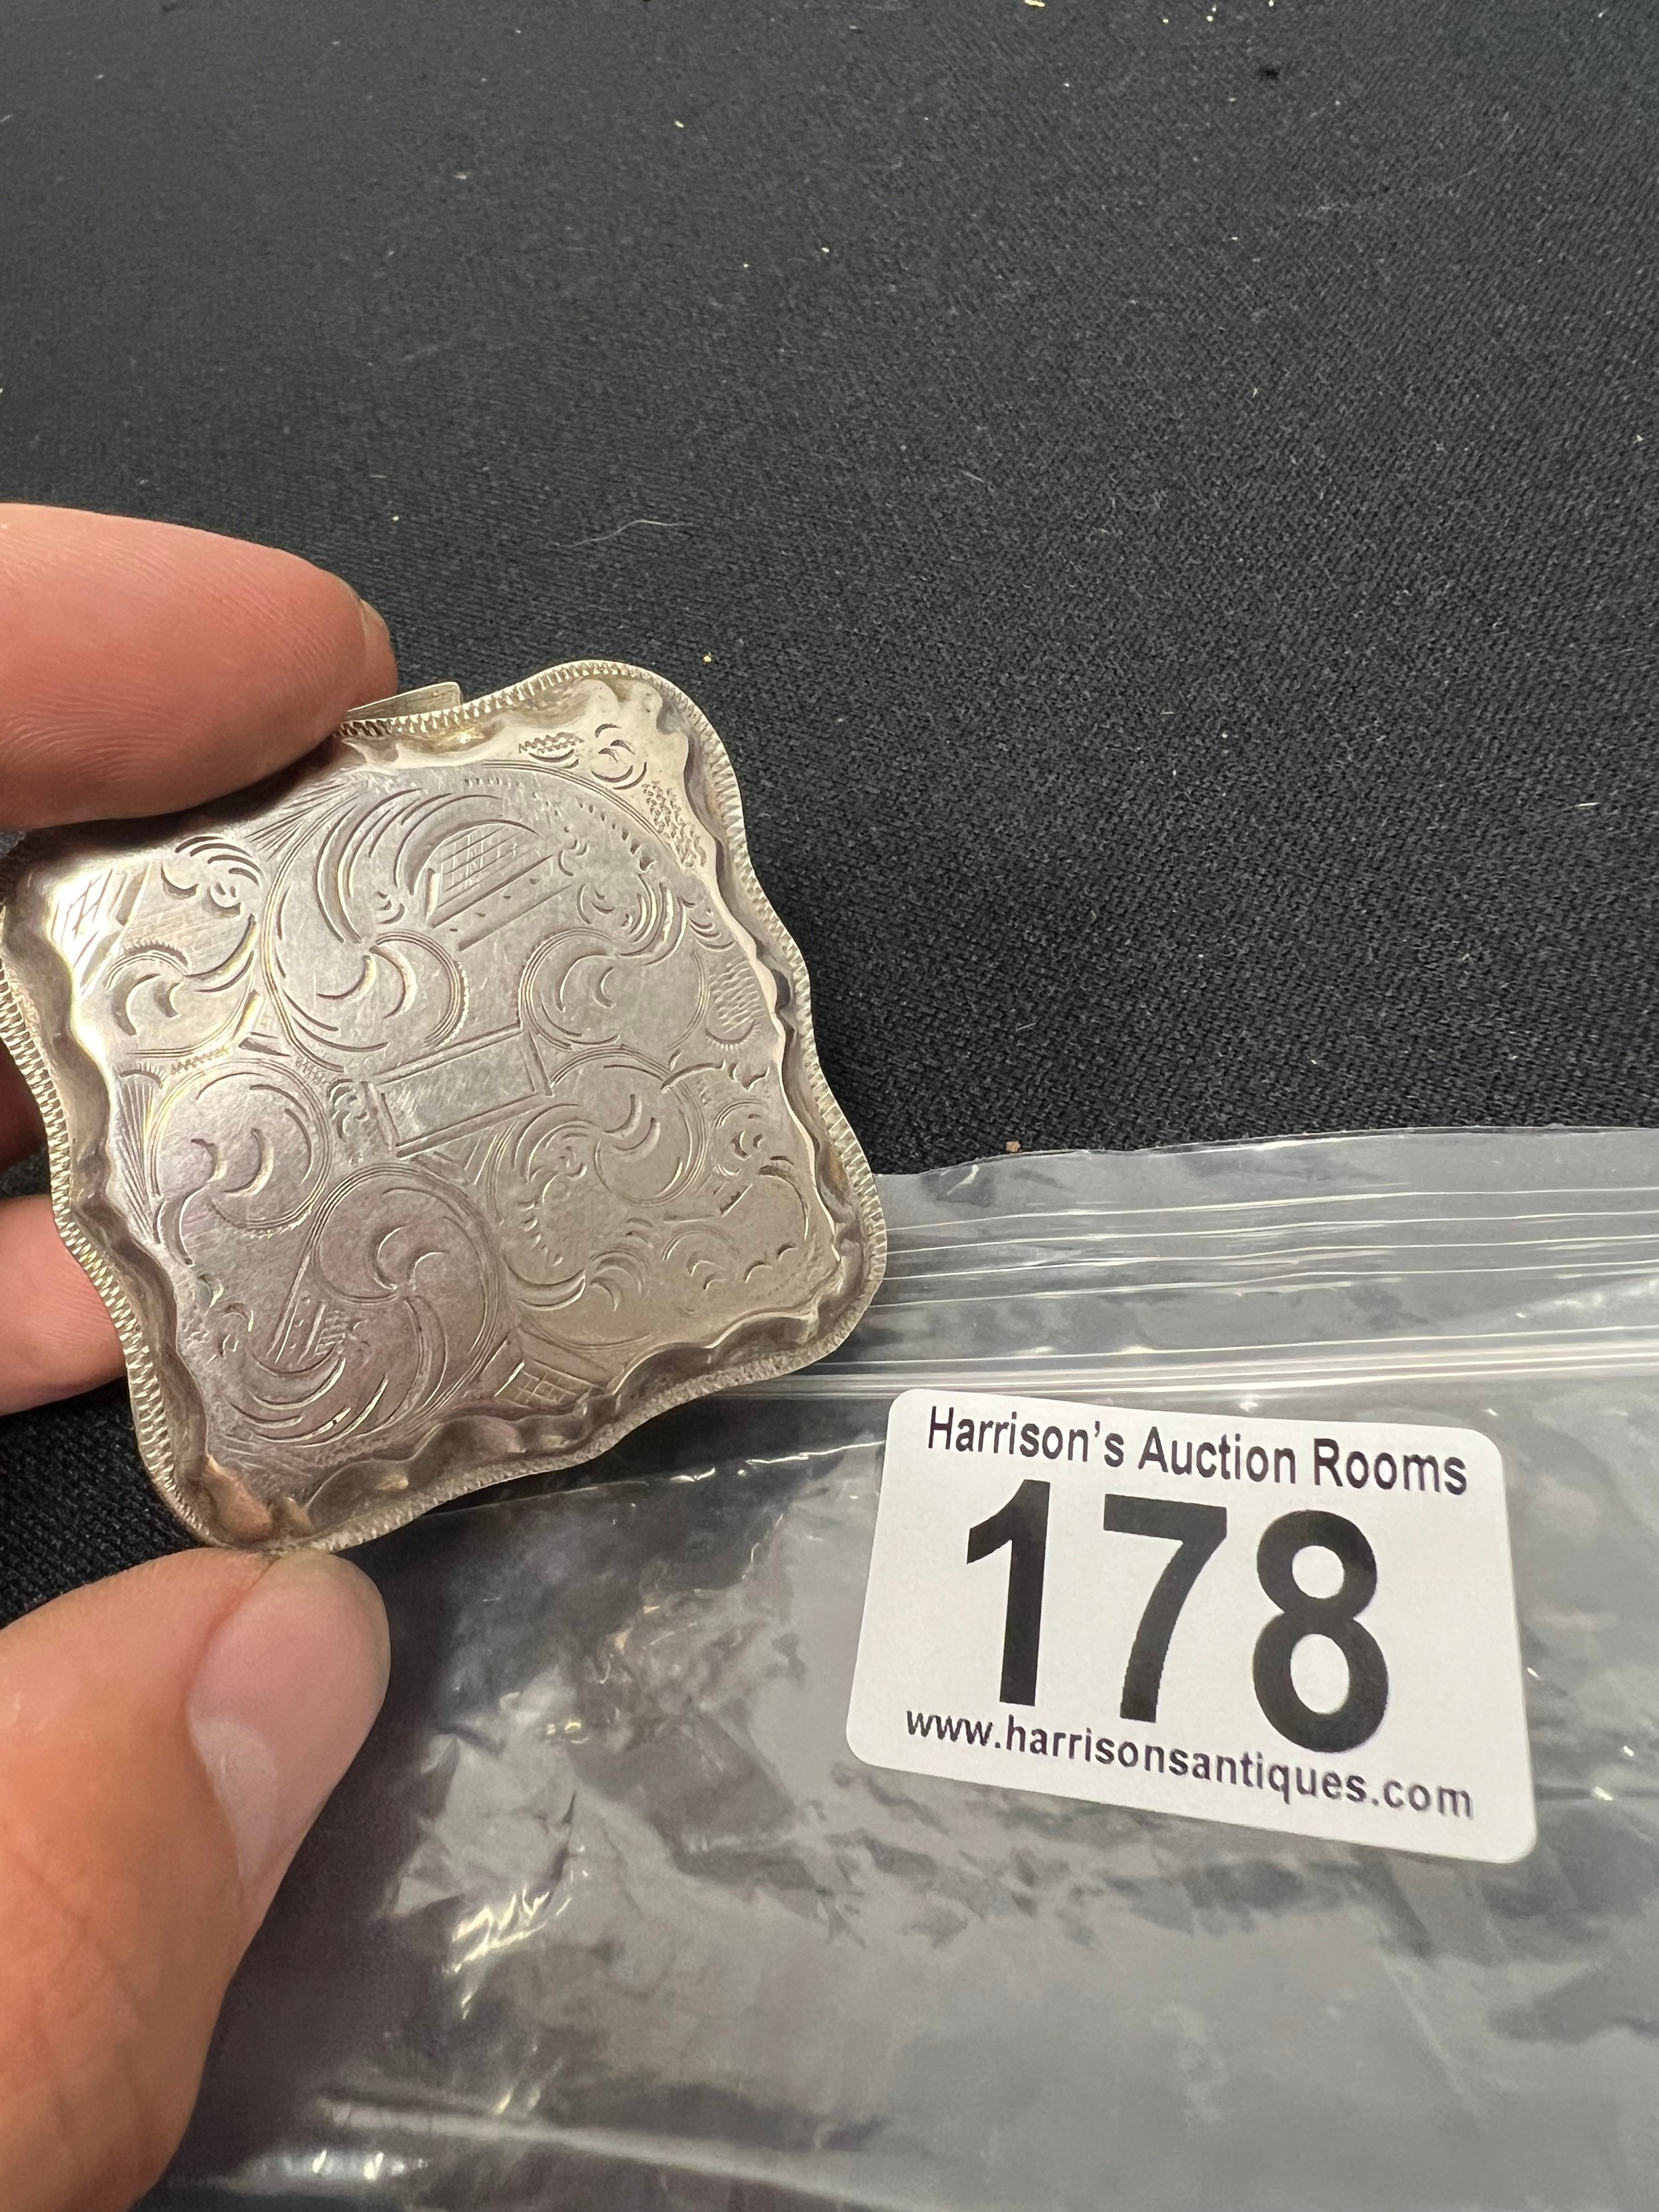 Harrison's Auction Rooms
178
www.harrisonsantiques.com